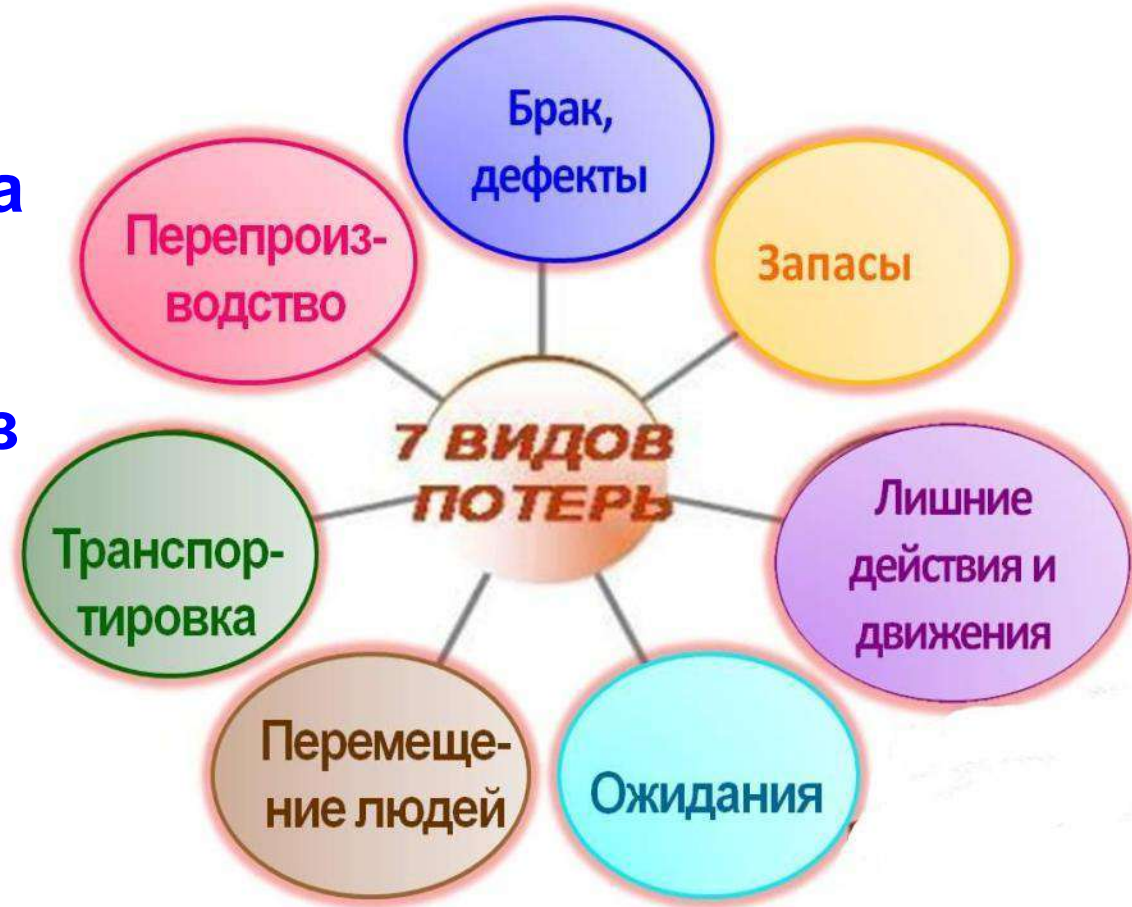 Брак,
дефекты
Перепроиз-
водство
Запасы
а
в
7 ВИДОВ
ПОТЕРЬ
Транспор-
тировка
Лишние
действия и
движения
Перемеще-
ние людей
Ожидания